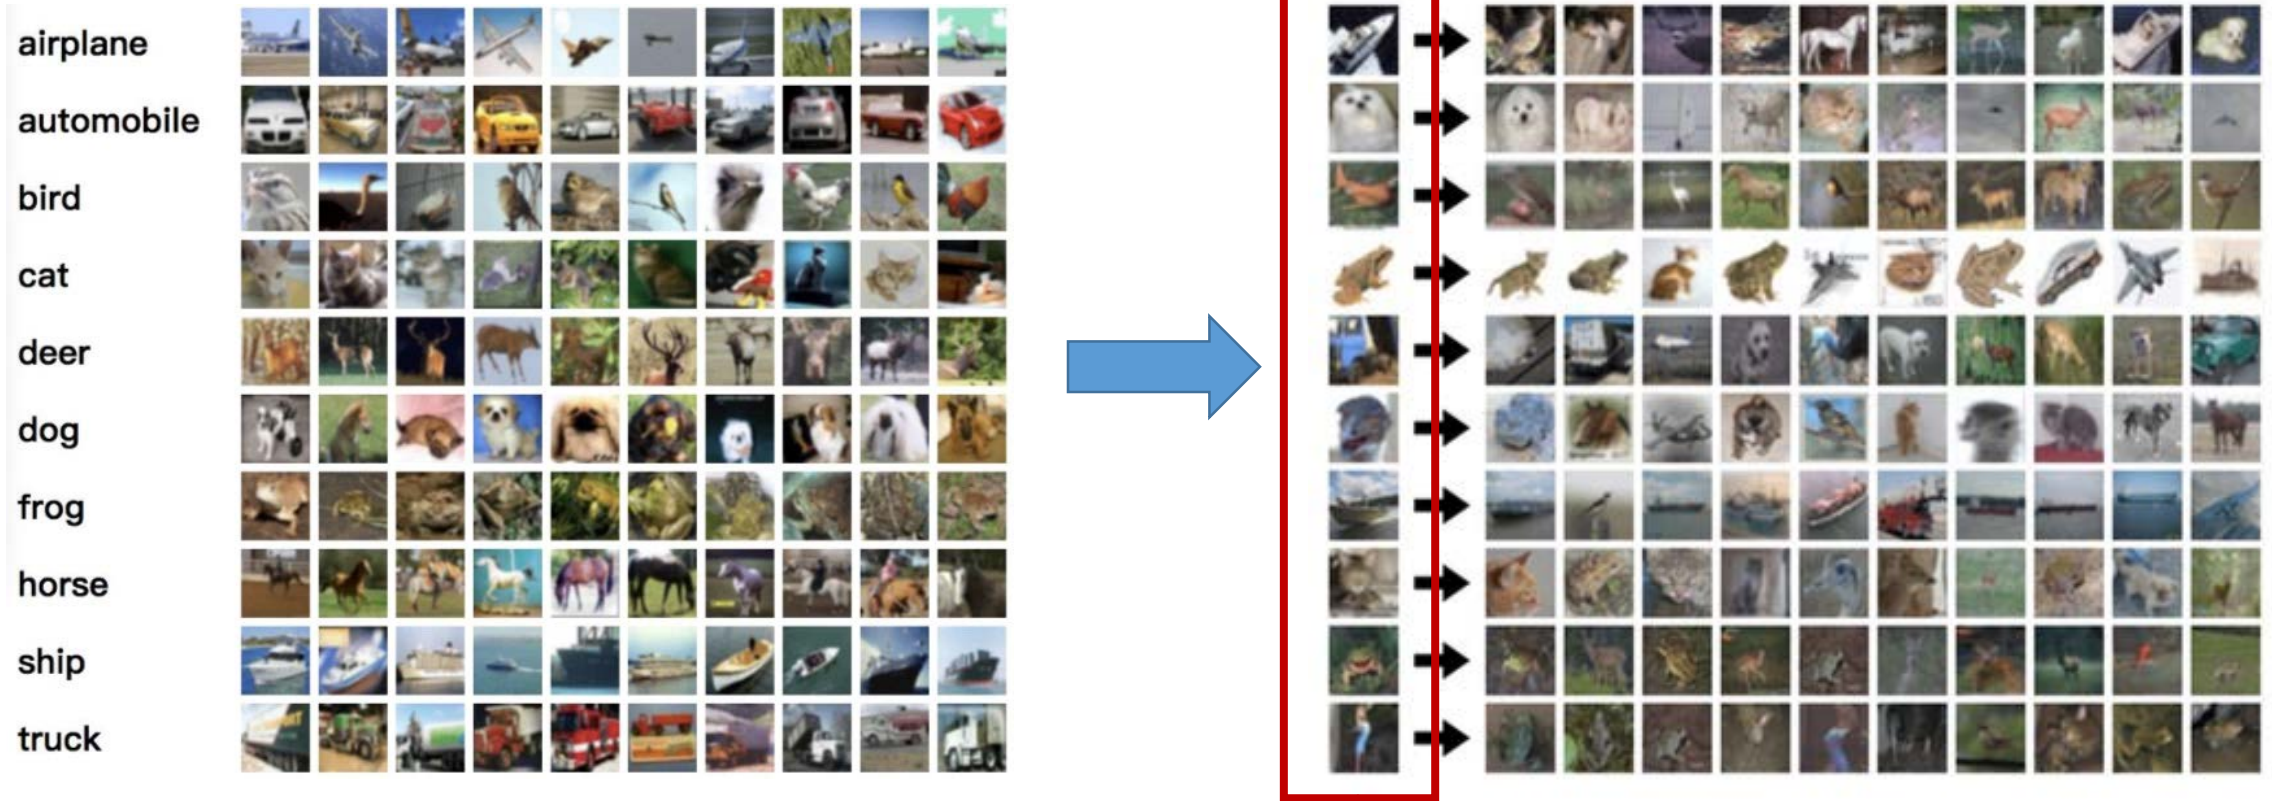 airplane
automobile
bird
cat
deer
dog
frog
horse
ship
truck